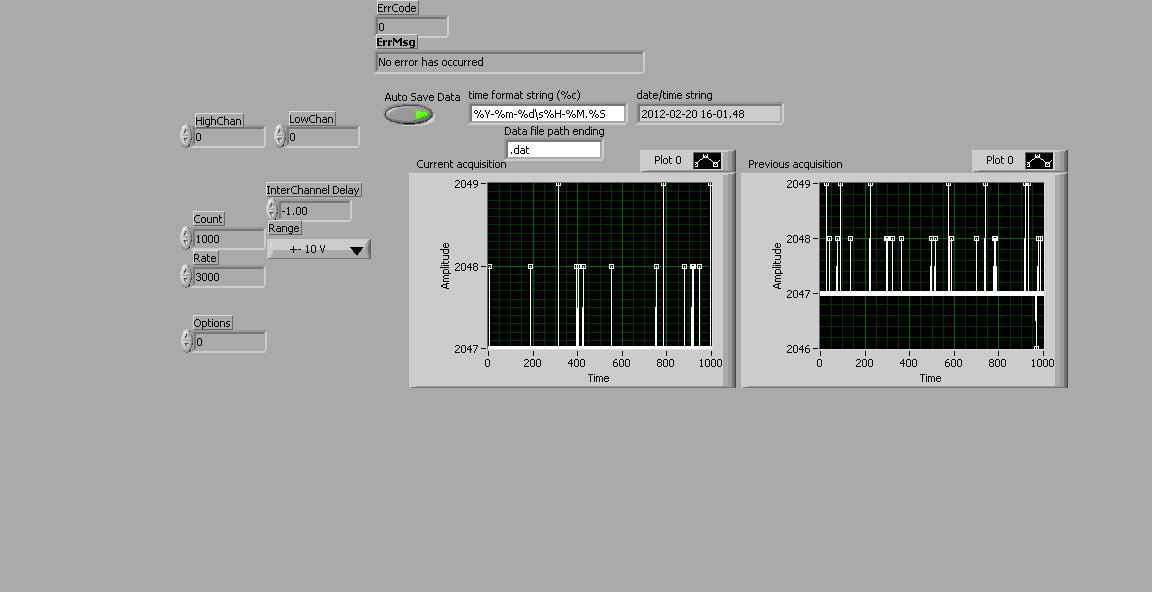 ErrCode
0
ErrMsg
No error has occurred
Auto Save Data
time format string (%c)
date/time string
%Y-%m-%d\s%H-%M.%S
2012-02-20 16-01.48
HighChan
LowChan
0
0
Data file path ending
.dat
Current acquisition
Plot 0
Previous acquisition
Plot 0
InterChannel Delay
-1.00
Count
1000
Range
+- 10 V
Rate
3000
Options
0
2049
2048
2047
Amplitude
0 200 400 600 800 1000
Time
2049
2048
2047
2046
Amplitude
0 200 400 600 800 1000
Time